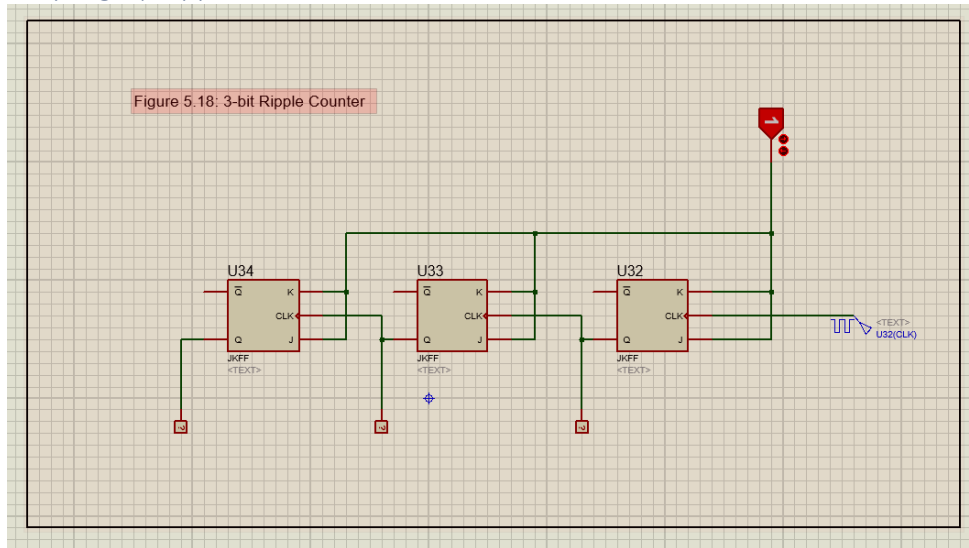 Figure 5.18: 3-bit Ripple Counter
1
U34
U33
U32
Q K
Q K
Q K
CLK
CLK
CLK
Q J
Q J
Q J
<TEXT>
U32(CLK)
JKFF
JKFF
JKFF
<TEXT>
<TEXT>
<TEXT>
?
?
?